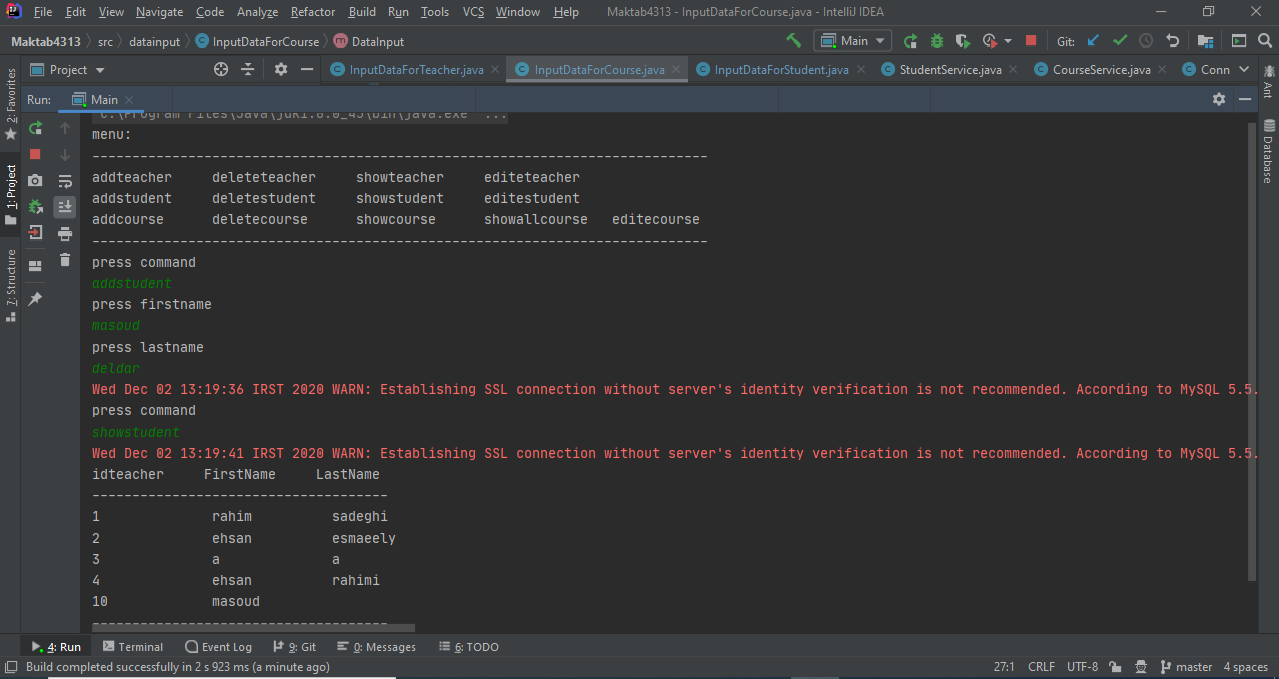 File Edit View Navigate Code Analyze Refactor Build Run Tools VCS Window Help Maktab4313 - InputDataForCourse.java - IntelliJ IDEA
Maktab4313 src datainput InputDataForCourse DataInput Main Git:
Project InputDataForTeacher.java InputDataForCourse.java InputDataForStudent.java StudentService.java CourseService.java Conn
Run: Main
2: Favorites
1: Project
7: Structure
Ant
Database
C:\Program Files\Java\jdk1.8.0_45\bin\java.exe" ...
menu:
-----------------------------------------------------------------------------
addteacher deleteteacher showteacher editeteacher
addstudent deletestudent showstudent editestudent
addcourse deletecourse showcourse showallcourse editecourse
-----------------------------------------------------------------------------
press command
addstudent
press firstname
masoud
press lastname
deldar
Wed Dec 02 13:19:36 IRST 2020 WARN: Establishing SSL connection without server's identity verification is not recommended. According to MySQL 5.5.
press command
showstudent
Wed Dec 02 13:19:41 IRST 2020 WARN: Establishing SSL connection without server's identity verification is not recommended. According to MySQL 5.5.
idteacher FirstName LastName
-------------------------------------
1 rahim sadeghi
2 ehsan esmaeely
3 a a
4 ehsan rahimi
10 masoud
-------------------------------------
4: Run Terminal Event Log 9: Git 0: Messages 6: TODO
Build completed successfully in 2 s 923 ms (a minute ago) 27:1 CRLF UTF-8 master 4 spaces